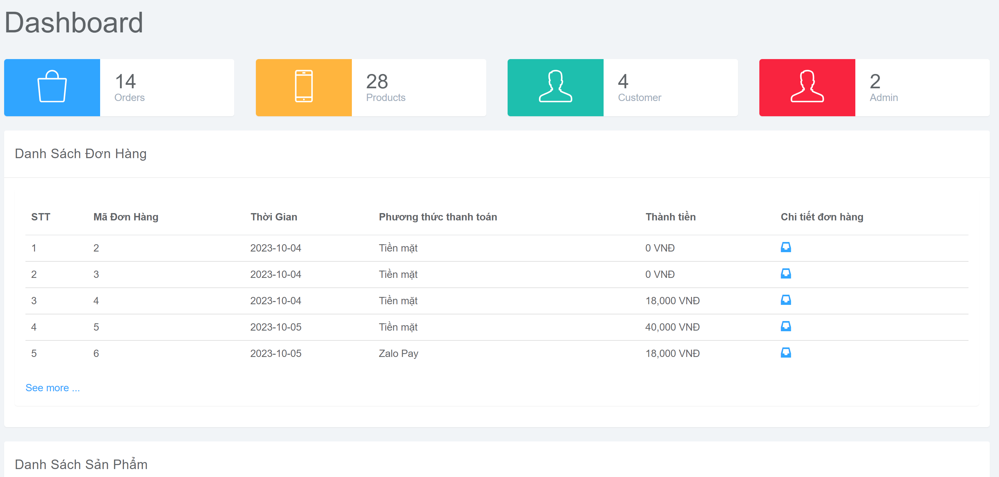 Dashboard
14
Orders
28
Products
4
Customer
2
Admin
Danh Sách Đơn Hàng
STT Mã Đơn Hàng Thời Gian Phương thức thanh toán Thành tiền Chi tiết đơn hàng
1 2 2023-10-04 Tiền mặt 0 VNĐ
2 3 2023-10-04 Tiền mặt 0 VNĐ
3 4 2023-10-04 Tiền mặt 18,000 VNĐ
4 5 2023-10-05 Tiền mặt 40,000 VNĐ
5 6 2023-10-05 Zalo Pay 18,000 VNĐ
See more ...
Danh Sách Sản Phẩm